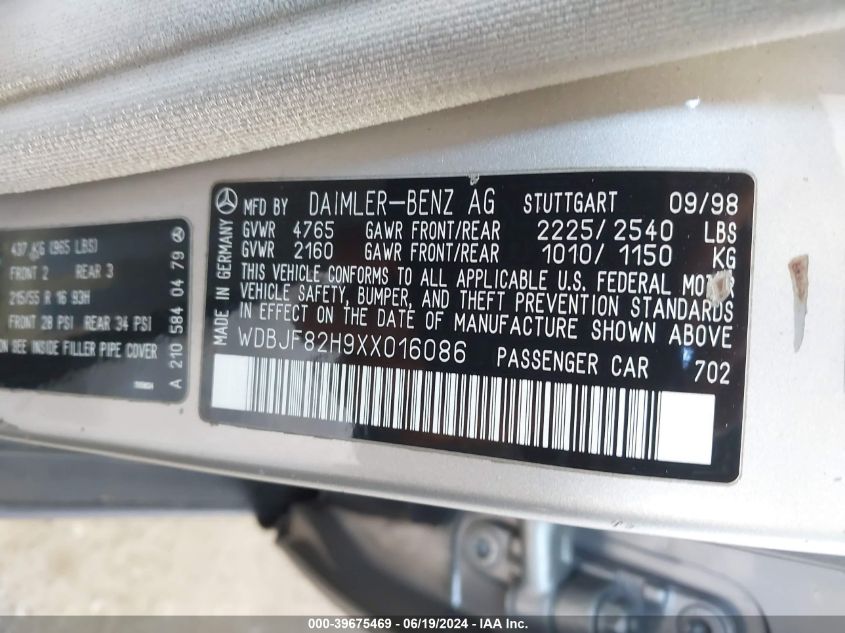 437 KG (965 LBS)
FRONT 2 REAR 3
215/55 R 16 93H
FRONT 28 PSI REAR 34 PSI
SEE INSIDE FILLER PIPE COVER
A 210 584 04 79
MADE IN GERMANY
MFD BY DAIMLER-BENZ AG STUTTGART 09/98
GVWR 4765 GAWR FRONT/REAR 2225/2540 LBS
GVWR 2160 GAWR FRONT/REAR 1010/1150 KG
THIS VEHICLE CONFORMS TO ALL APPLICABLE U.S. FEDERAL MOTOR
VEHICLE SAFETY, BUMPER, AND THEFT PREVENTION STANDARDS
IN EFFECT ON THE DATE OF MANUFACTURE SHOWN ABOVE
WDBJF82H9XX016086 PASSENGER CAR 702
000-39675469 - 06/19/2024 - IAA Inc.